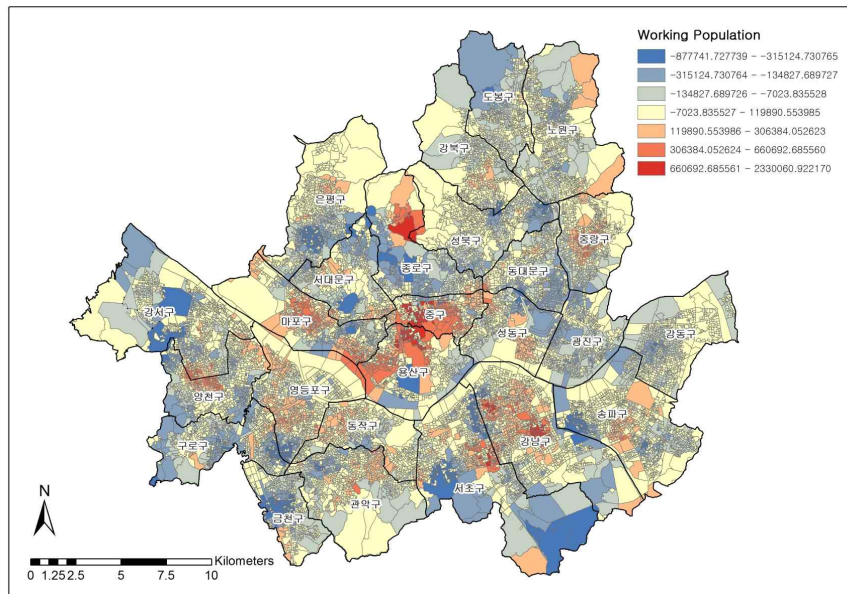 Working Population
-877741.727739 - -315124.730765
-315124.730764 - -134827.689727
-134827.689726 - -7023.835528
-7023.835527 - 119890.553985
119890.553986 - 306384.052623
306384.052624 - 660692.685560
660692.685561 - 2330060.922170
도봉구
노원구
강북구
은평구
성북구
중랑구
종로구
동대문구
서대문구
강서구
중구
마포구
성동구
강동구
광진구
용산구
양천구
영등포구
송파구
동작구
강남구
구로구
서초구
관악구
금천구
N
Kilometers
0 1.25 2.5 5 7.5 10